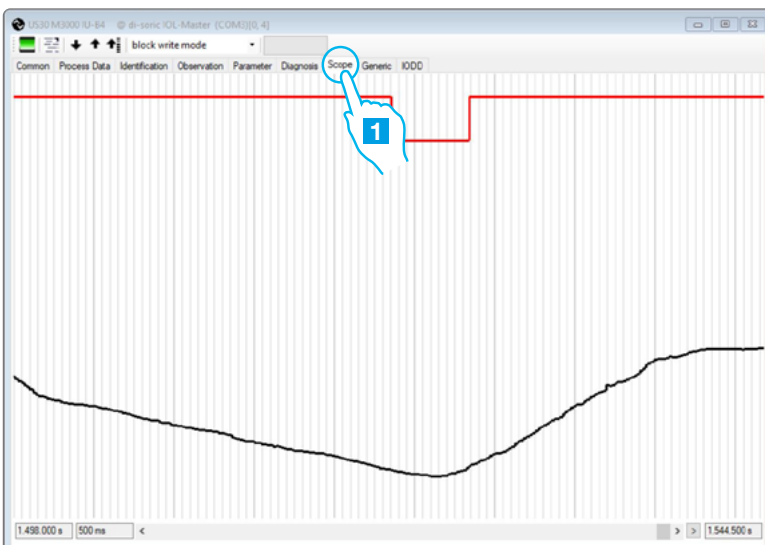 US30 M3000 IU-B4 @ di-soric IOL-Master [COM3][0, 4]
block write mode
Common Process Data Identification Observation Parameter Diagnosis Scope Generic IODD
1
1.498.000 s 500 ms < > > 1.544.500 s